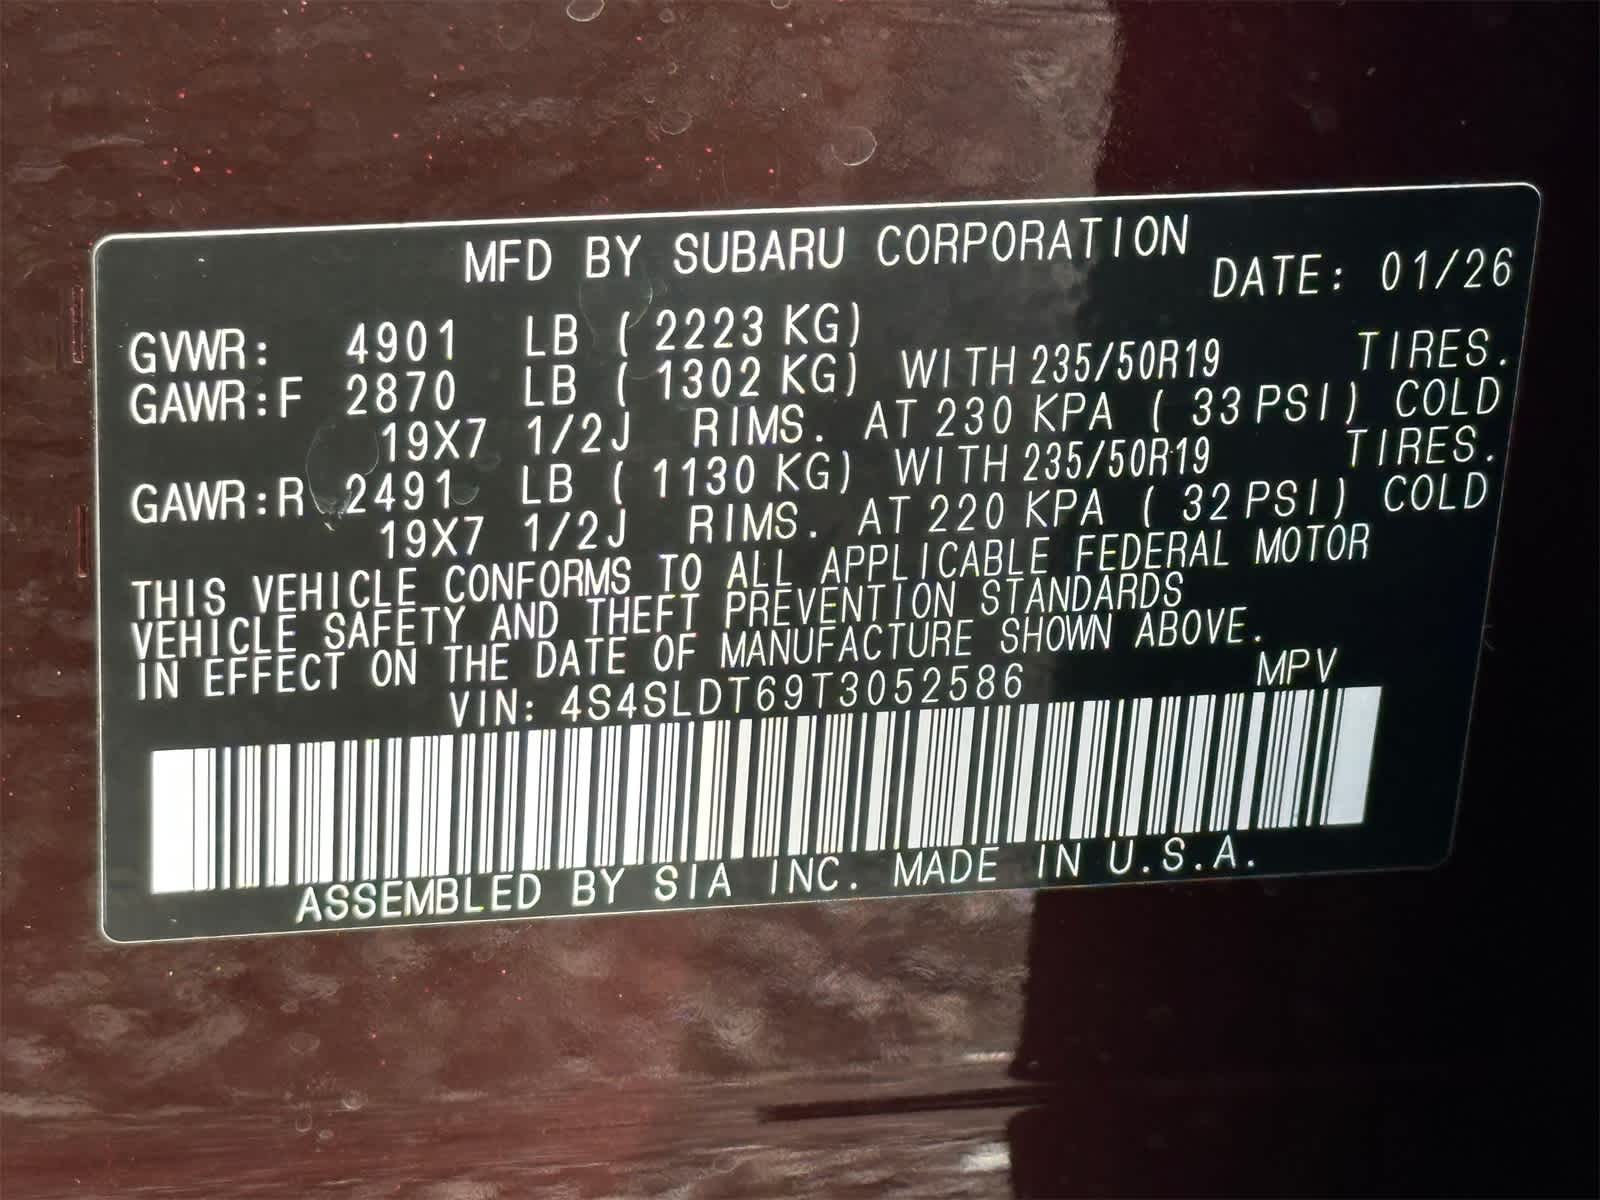 MFD BY SUBARU CORPORATION
DATE: 01/26
GVWR: 4901 LB ( 2223 KG)
GAWR:F 2870 LB ( 1302 KG) WITH 235/50R19 TIRES.
19X7 1/2J RIMS. AT 230 KPA ( 33 PSI) COLD
GAWR:R 2491 LB ( 1130 KG) WITH 235/50R19 TIRES.
19X7 1/2J RIMS. AT 220 KPA ( 32 PSI) COLD
THIS VEHICLE CONFORMS TO ALL APPLICABLE FEDERAL MOTOR
VEHICLE SAFETY AND THEFT PREVENTION STANDARDS
IN EFFECT ON THE DATE OF MANUFACTURE SHOWN ABOVE.
VIN: 4S4SLDT69T3052586 MPV
ASSEMBLED BY SIA INC. MADE IN U.S.A.